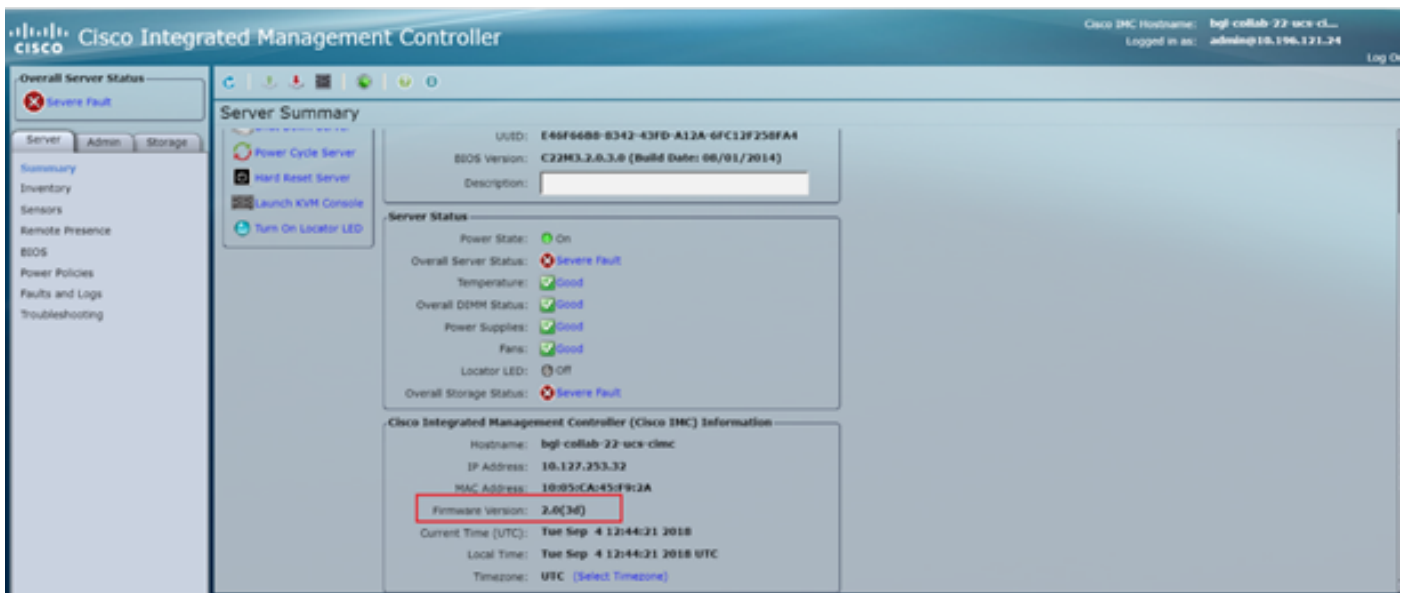 CISCO Cisco Integrated Management Controller
Cisco IMC Hostname: bgl-collab-22-ucs-ci...
Logged in as: admin@10.196.121.24
Log Ou
Overall Server Status
Severe Fault
Server Admin Storage
Summary
Inventory
Sensors
Remote Presence
BIOS
Power Policies
Faults and Logs
Troubleshooting
Server Summary
Power Cycle Server
Hard Reset Server
Launch KVM Console
Turn On Locator LED
UUID: E46F66B8-8342-43FD-A12A-6FC12F258FA4
BIOS Version: C22M3.2.0.3.0 (Build Date: 08/01/2014)
Description:
Server Status
Power State: On
Overall Server Status: Severe Fault
Temperature: Good
Overall DIMM Status: Good
Power Supplies: Good
Fans: Good
Locator LED: Off
Overall Storage Status: Severe Fault
Cisco Integrated Management Controller (Cisco IMC) Information
Hostname: bgl-collab-22-ucs-cimc
IP Address: 10.127.253.32
MAC Address: 10:05:CA:45:F9:2A
Firmware Version: 2.0(3d)
Current Time (UTC): Tue Sep 4 12:44:21 2018
Local Time: Tue Sep 4 12:44:21 2018 UTC
Timezone: UTC (Select Timezone)